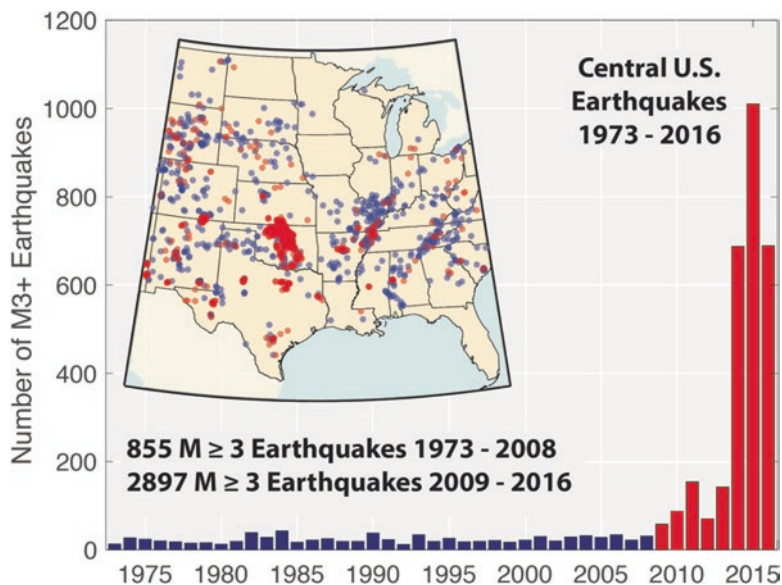 1200
1000
800
600
400
200
0
Number of M3+ Earthquakes
Central U.S.
Earthquakes
1973 - 2016
855 M ≥ 3 Earthquakes 1973 - 2008
2897 M ≥ 3 Earthquakes 2009 - 2016
1975 1980 1985 1990 1995 2000 2005 2010 2015